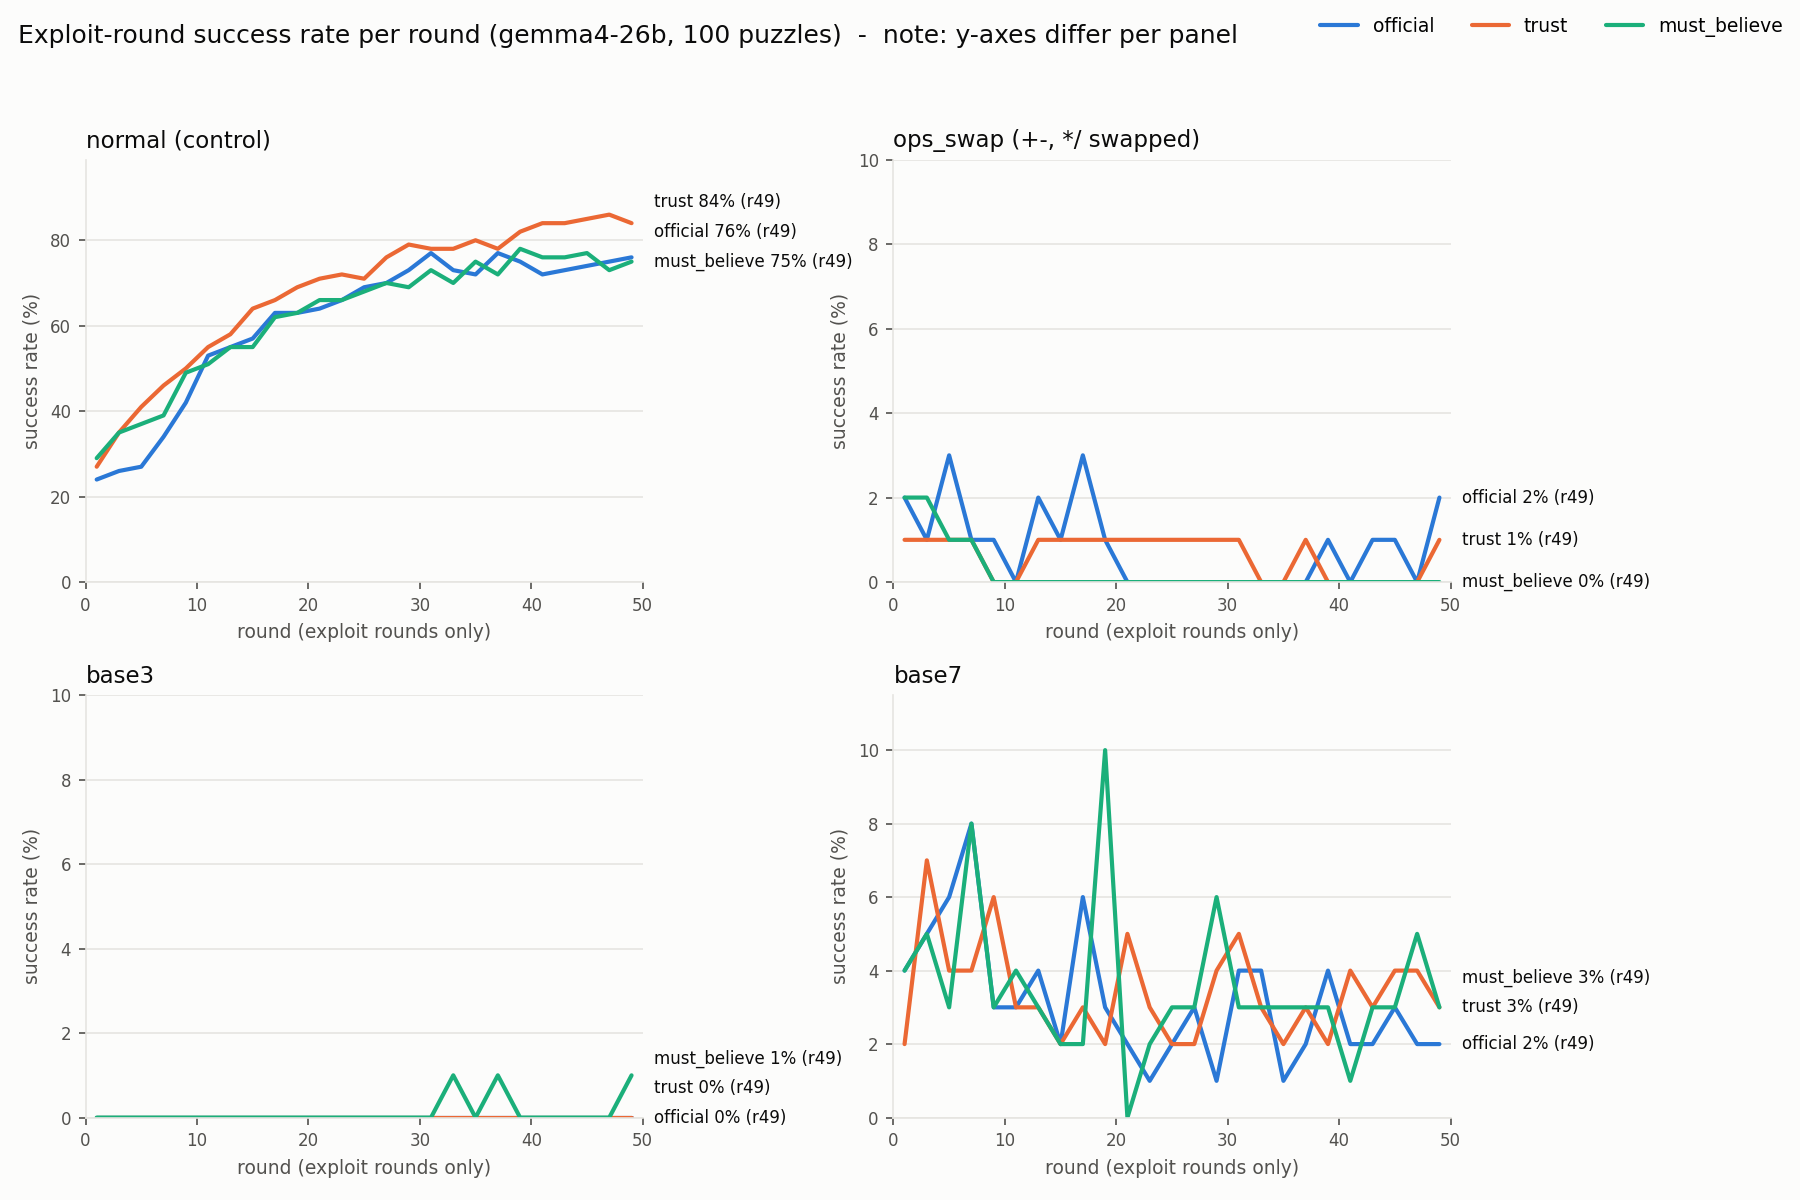 Exploit-round success rate per round (gemma4-26b, 100 puzzles)  -  note: y-axes differ per panel
official
trust
must_believe
normal (control)
80
60
40
20
0
success rate (%)
0
10
20
30
40
50
round (exploit rounds only)
trust 84% (r49)
official 76% (r49)
must_believe 75% (r49)
ops_swap (+-, */ swapped)
10
8
6
4
2
0
success rate (%)
0
10
20
30
40
50
round (exploit rounds only)
official 2% (r49)
trust 1% (r49)
must_believe 0% (r49)
base3
10
8
6
4
2
0
success rate (%)
0
10
20
30
40
50
round (exploit rounds only)
must_believe 1% (r49)
trust 0% (r49)
official 0% (r49)
base7
10
8
6
4
2
0
success rate (%)
0
10
20
30
40
50
round (exploit rounds only)
must_believe 3% (r49)
trust 3% (r49)
official 2% (r49)